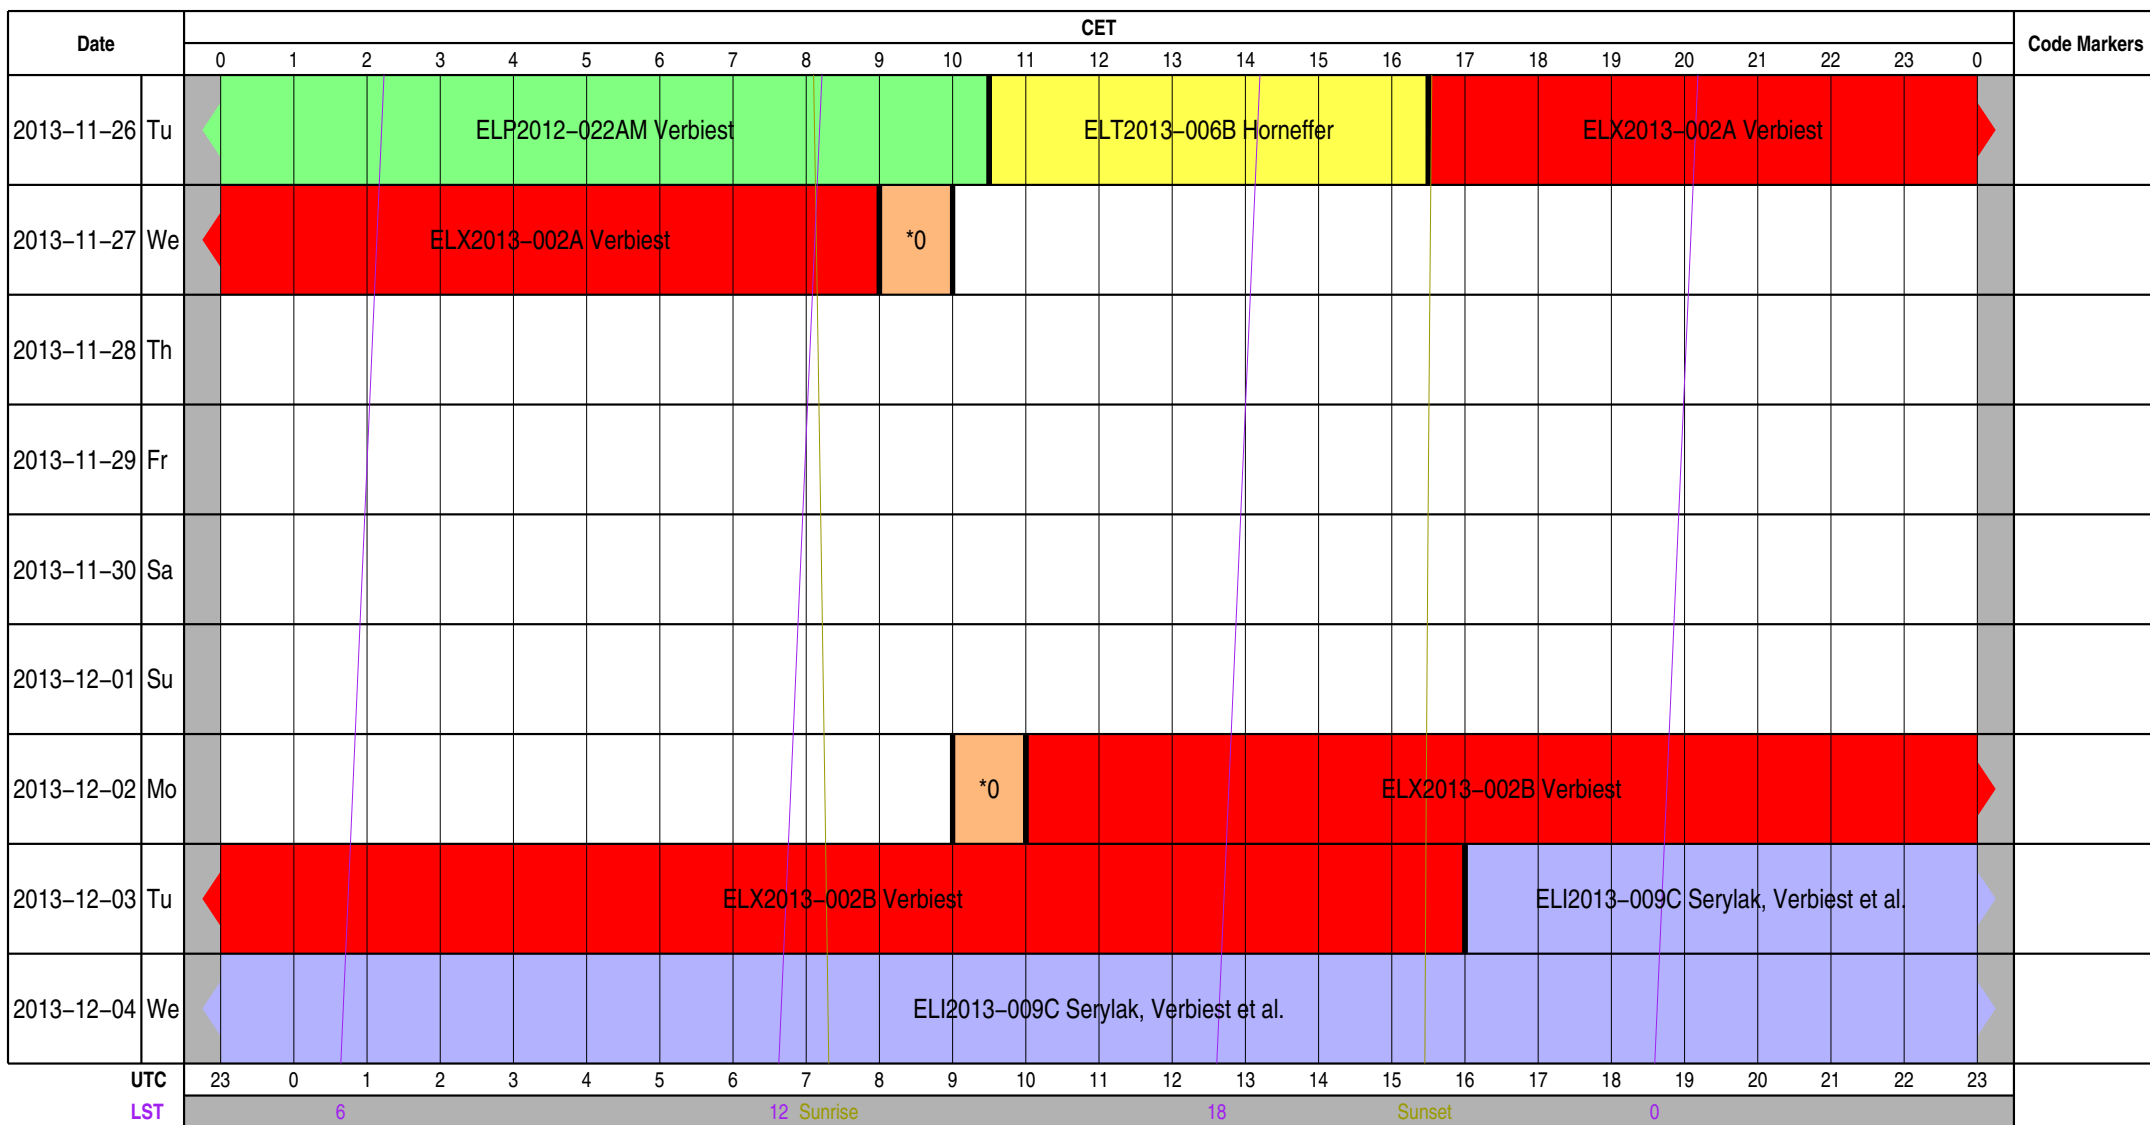 Date CET Code Markers
0 1 2 3 4 5 6 7 8 9 10 11 12 13 14 15 16 17 18 19 20 21 22 23 0
2013-11-26 Tu ELP2012-022AM Verbiest ELT2013-006B Horneffer ELX2013-002A Verbiest
2013-11-27 We ELX2013-002A Verbiest *0
2013-11-28 Th
2013-11-29 Fr
2013-11-30 Sa
2013-12-01 Su
2013-12-02 Mo *0 ELX2013-002B Verbiest
2013-12-03 Tu ELX2013-002B Verbiest ELI2013-009C Serylak, Verbiest et al.
2013-12-04 We ELI2013-009C Serylak, Verbiest et al.
UTC 23 0 1 2 3 4 5 6 7 8 9 10 11 12 13 14 15 16 17 18 19 20 21 22 23
LST 6 12 Sunrise 18 Sunset 0